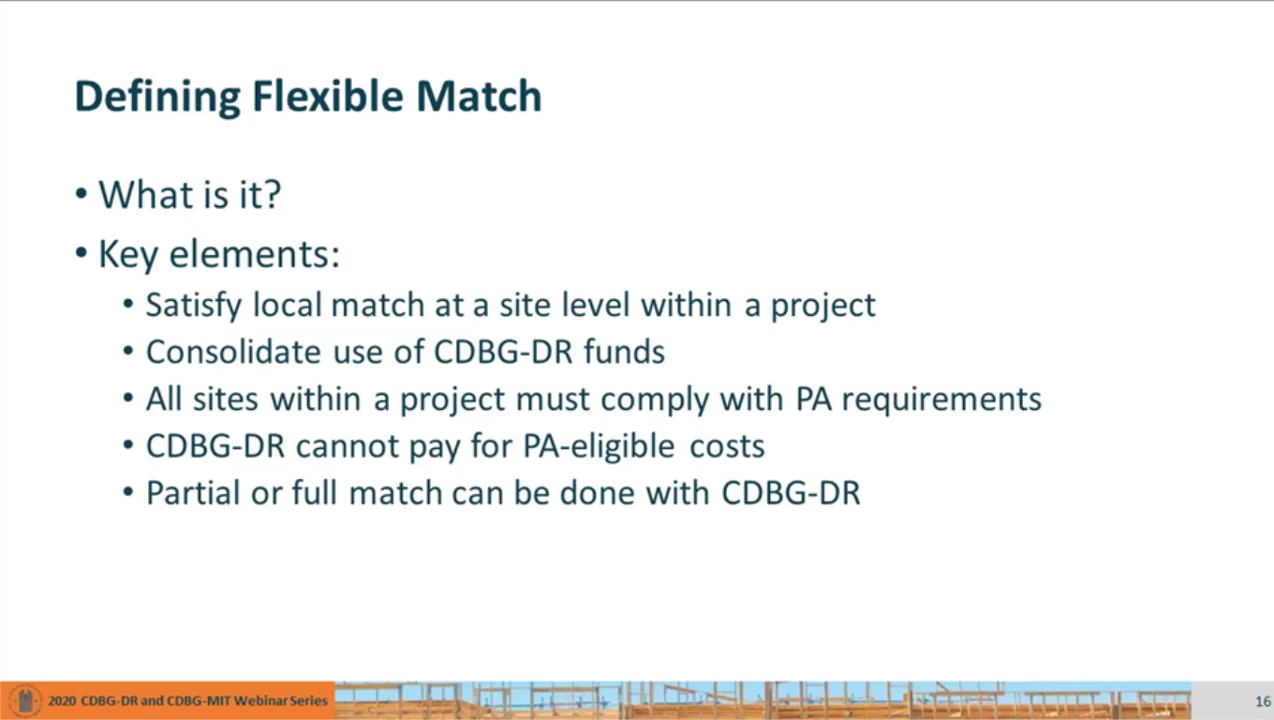 Defining Flexible Match
• What is it?
• Key elements:
• Satisfy local match at a site level within a project
• Consolidate use of CDBG-DR funds
• All sites within a project must comply with PA requirements
• CDBG-DR cannot pay for PA-eligible costs
• Partial or full match can be done with CDBG-DR
2020 CDBG-DR and CDBG-MIT Webinar Series
16